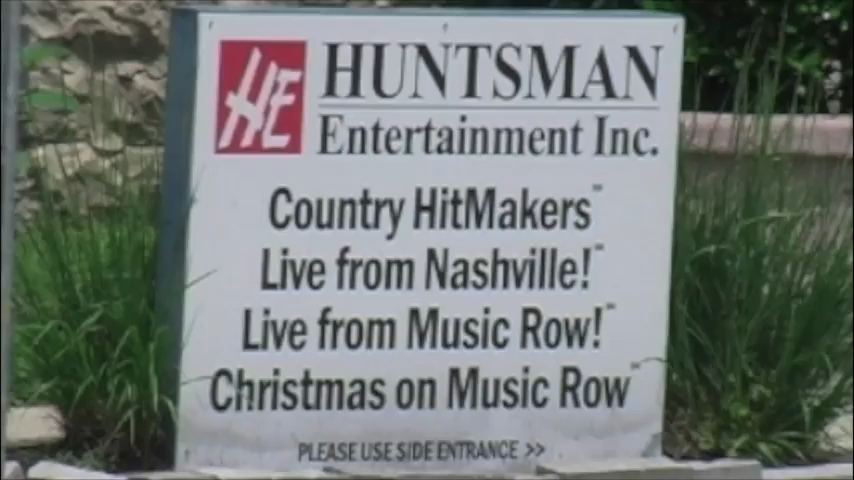 HE HUNTSMAN
Entertainment Inc.
Country HitMakers™
Live from Nashville!™
Live from Music Row!™
Christmas on Music Row™
PLEASE USE SIDE ENTRANCE >>